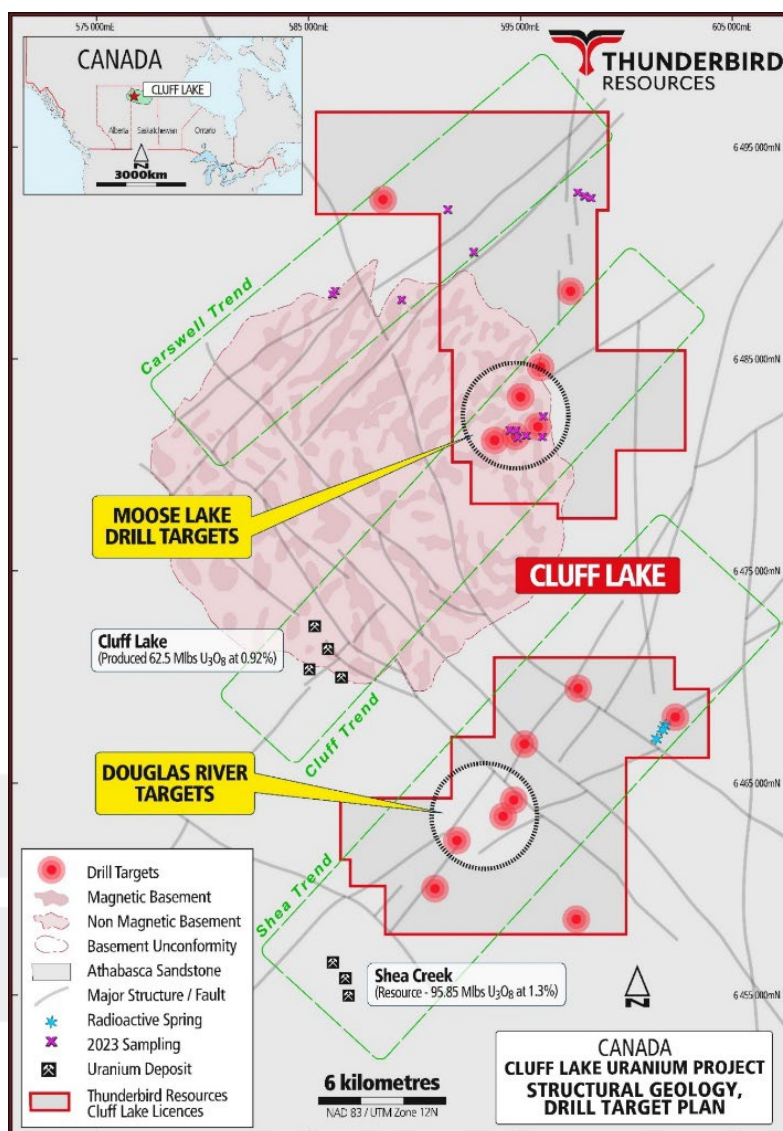 575 000mE
585 000mE
595 000mE
605 000mE
CANADA
CLUFF LAKE
Alberta
Saskatchewan
Ontario
N
3000km
THUNDERBIRD
RESOURCES
6 495 000mN
Carswell Trend
6 485 000mN
MOOSE LAKE
DRILL TARGETS
6 475 000mN
CLUFF LAKE
Cluff Lake
(Produced 62.5 Mlbs U₃O₈ at 0.92%)
Cluff Trend
DOUGLAS RIVER
TARGETS
6 465 000mN
Shea Trend
Shea Creek
(Resource - 95.85 Mlbs U₃O₈ at 1.3%)
N
6 455 000mN
Drill Targets
Magnetic Basement
Non Magnetic Basement
Basement Unconformity
Athabasca Sandstone
Major Structure / Fault
Radioactive Spring
2023 Sampling
Uranium Deposit
Thunderbird Resources
Cluff Lake Licences
6 kilometres
NAD 83 / UTM Zone 12N
CANADA
CLUFF LAKE URANIUM PROJECT
STRUCTURAL GEOLOGY,
DRILL TARGET PLAN